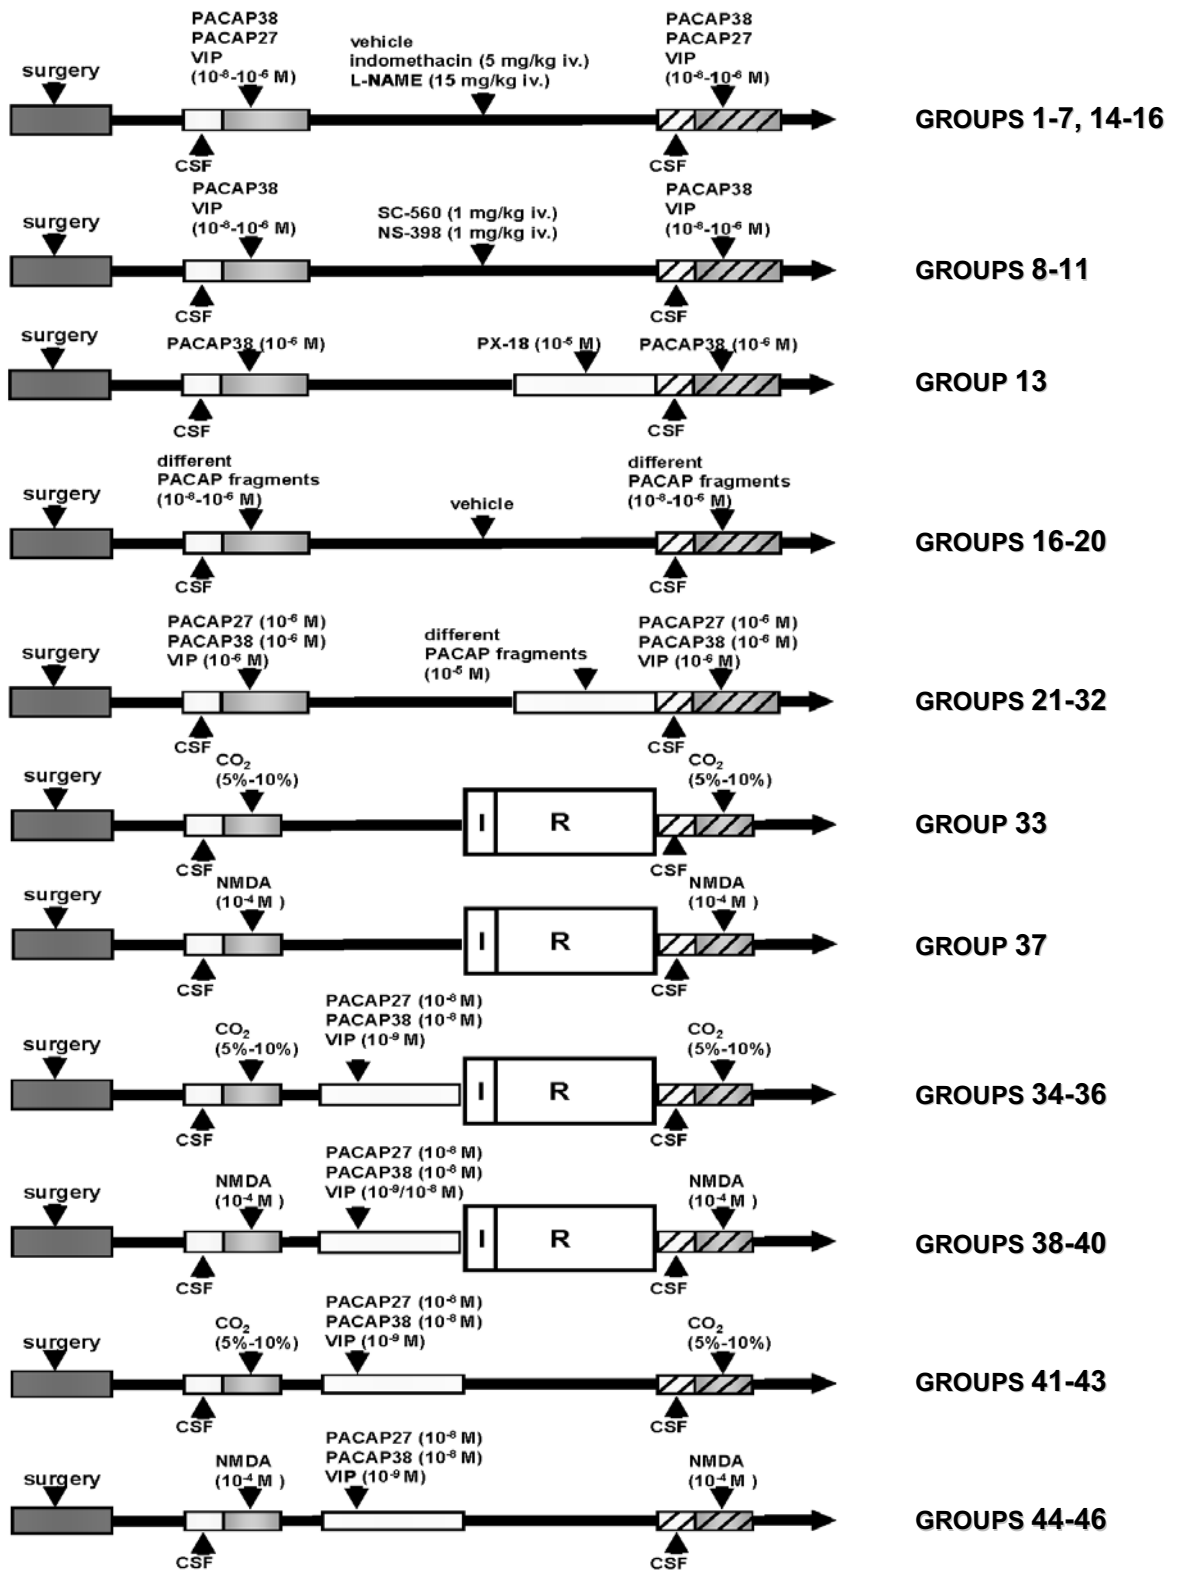 PACAP38
PACAP27
VIP
(10⁻⁸-10⁻⁶ M)
vehicle
indomethacin (5 mg/kg iv.)
L-NAME (15 mg/kg iv.)
PACAP38
PACAP27
VIP
(10⁻⁸-10⁻⁶ M)
surgery
CSF
CSF
GROUPS 1-7, 14-16
PACAP38
VIP
(10⁻⁸-10⁻⁶ M)
SC-560 (1 mg/kg iv.)
NS-398 (1 mg/kg iv.)
PACAP38
VIP
(10⁻⁸-10⁻⁶ M)
surgery
CSF
CSF
GROUPS 8-11
surgery
PACAP38 (10⁻⁶ M)
PX-18 (10⁻⁵ M)
PACAP38 (10⁻⁶ M)
CSF
CSF
GROUP 13
different
PACAP fragments
(10⁻⁸-10⁻⁶ M)
vehicle
different
PACAP fragments
(10⁻⁸-10⁻⁶ M)
surgery
CSF
CSF
GROUPS 16-20
PACAP27 (10⁻⁶ M)
PACAP38 (10⁻⁶ M)
VIP (10⁻⁶ M)
different
PACAP fragments
(10⁻⁵ M)
PACAP27 (10⁻⁶ M)
PACAP38 (10⁻⁶ M)
VIP (10⁻⁶ M)
surgery
CSF
CSF
GROUPS 21-32
surgery
CO₂
(5%-10%)
I
R
CO₂
(5%-10%)
CSF
CSF
GROUP 33
surgery
NMDA
(10⁻⁴ M )
I
R
NMDA
(10⁻⁴ M )
CSF
CSF
GROUP 37
surgery
CO₂
(5%-10%)
PACAP27 (10⁻⁸ M)
PACAP38 (10⁻⁸ M)
VIP (10⁻⁹ M)
I
R
CO₂
(5%-10%)
CSF
CSF
GROUPS 34-36
surgery
NMDA
(10⁻⁴ M )
PACAP27 (10⁻⁸ M)
PACAP38 (10⁻⁸ M)
VIP (10⁻⁹/10⁻⁸ M)
I
R
NMDA
(10⁻⁴ M )
CSF
CSF
GROUPS 38-40
surgery
CO₂
(5%-10%)
PACAP27 (10⁻⁸ M)
PACAP38 (10⁻⁸ M)
VIP (10⁻⁹ M)
CO₂
(5%-10%)
CSF
CSF
GROUPS 41-43
surgery
NMDA
(10⁻⁴ M )
PACAP27 (10⁻⁸ M)
PACAP38 (10⁻⁸ M)
VIP (10⁻⁹ M)
NMDA
(10⁻⁴ M )
CSF
CSF
GROUPS 44-46